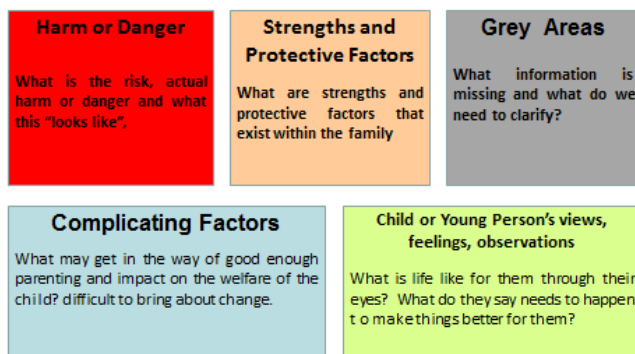 Harm or Danger
What is the risk, actual
harm or danger and what
this “looks like”,
Strengths and
Protective Factors
What are strengths and
protective factors that
exist within the family
Grey Areas
What information is
missing and what do we
need to clarify?
Complicating Factors
What may get in the way of good enough
parenting and impact on the welfare of the
child? difficult to bring about change.
Child or Young Person’s views,
feelings, observations
What is life like for them through their
eyes? What do they say needs to happen
t o make things better for them?